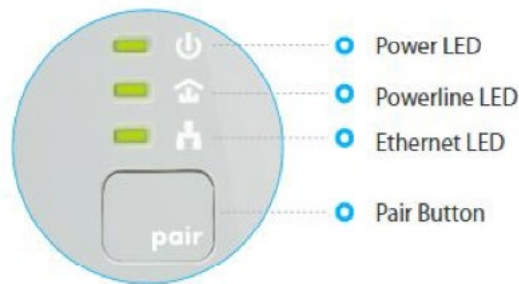 Power LED
Powerline LED
Ethernet LED
Pair Button
pair